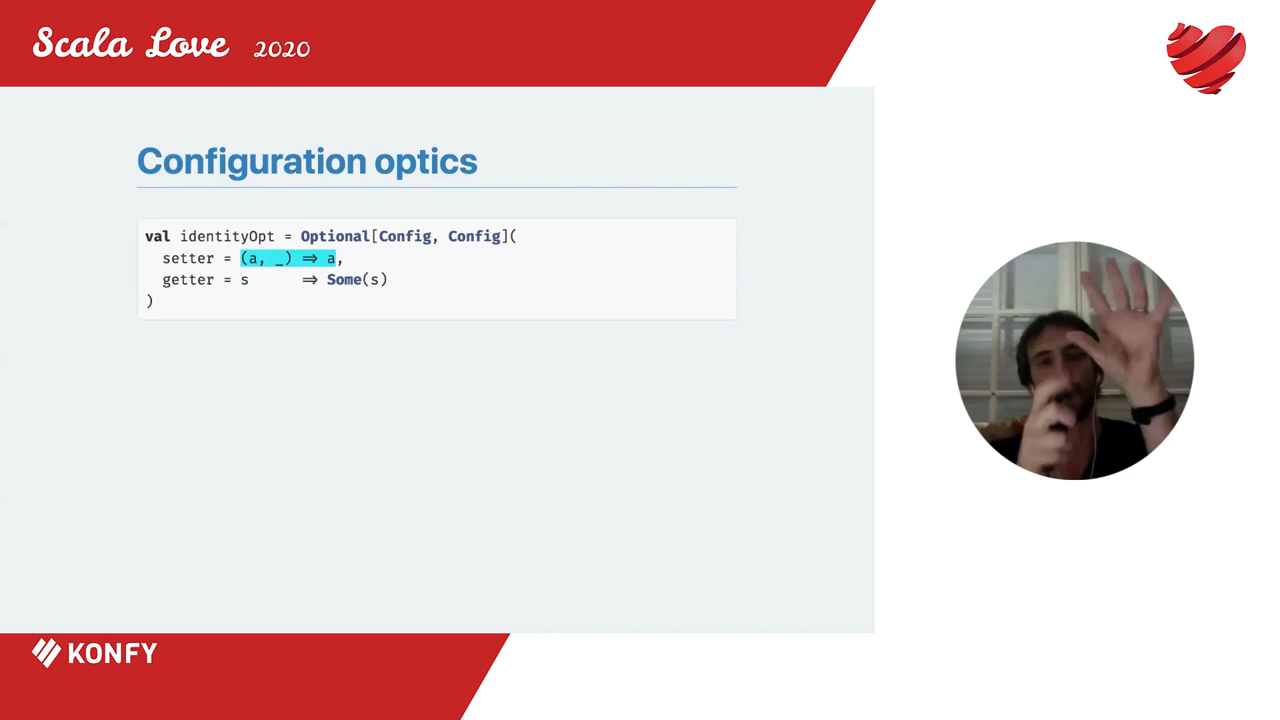 Scala Love 2020
Configuration optics
val identityOpt = Optional[Config, Config](
  setter = (a, _) ⇒ a,
  getter = s      ⇒ Some(s)
)
KONFY